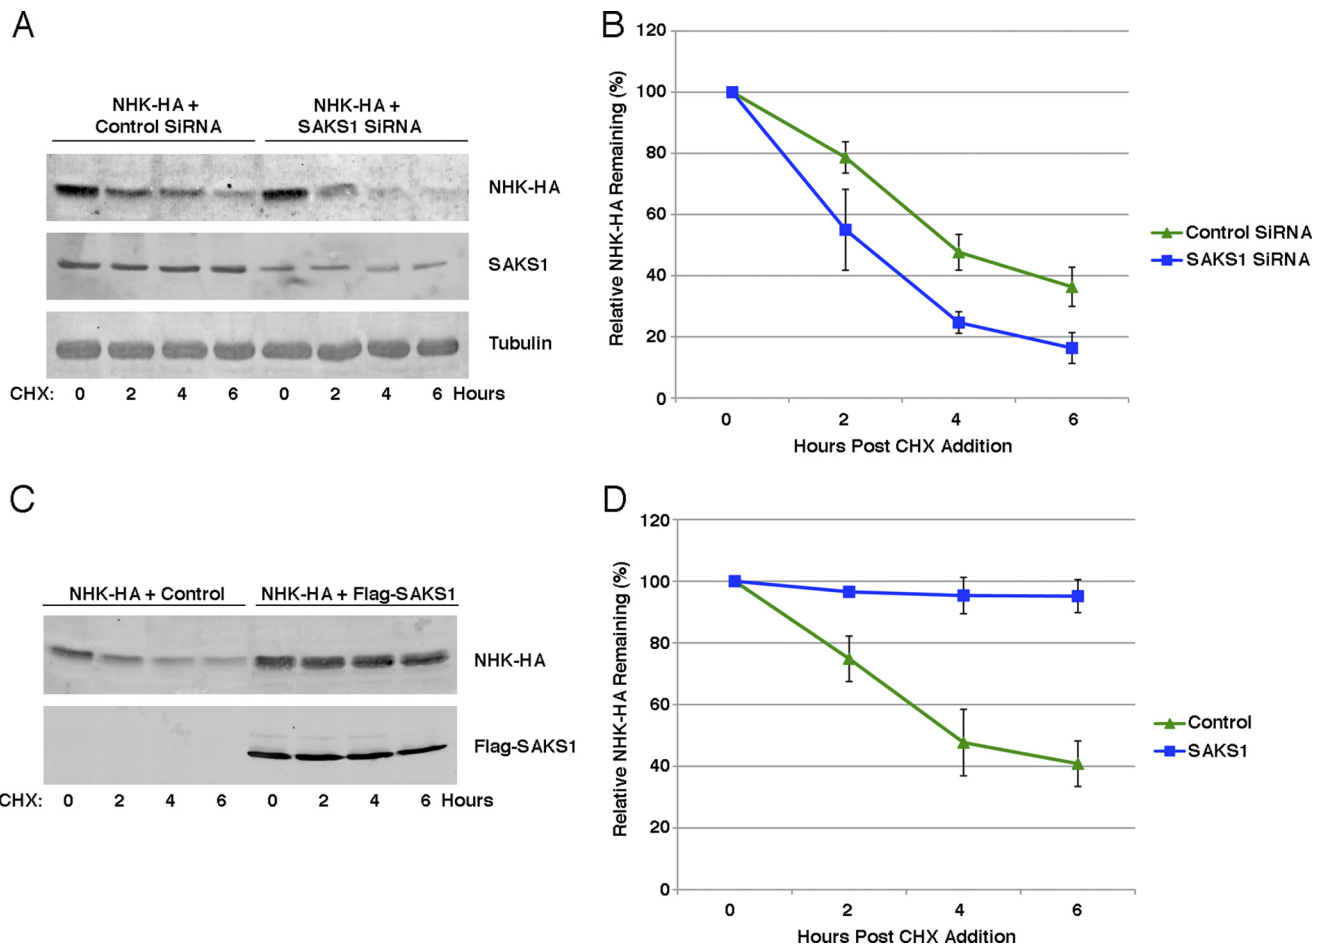 A
NHK-HA +
Control SiRNA
NHK-HA +
SAKS1 SiRNA
NHK-HA
SAKS1
Tubulin
CHX: 0 2 4 6 0 2 4 6 Hours
B
120
100
80
60
40
20
0
Relative NHK-HA Remaining (%)
0 2 4 6
Hours Post CHX Addition
Control SiRNA
SAKS1 SiRNA
C
NHK-HA + Control NHK-HA + Flag-SAKS1
NHK-HA
Flag-SAKS1
CHX: 0 2 4 6 0 2 4 6 Hours
D
120
100
80
60
40
20
0
Relative NHK-HA Remaining (%)
0 2 4 6
Hours Post CHX Addition
Control
SAKS1